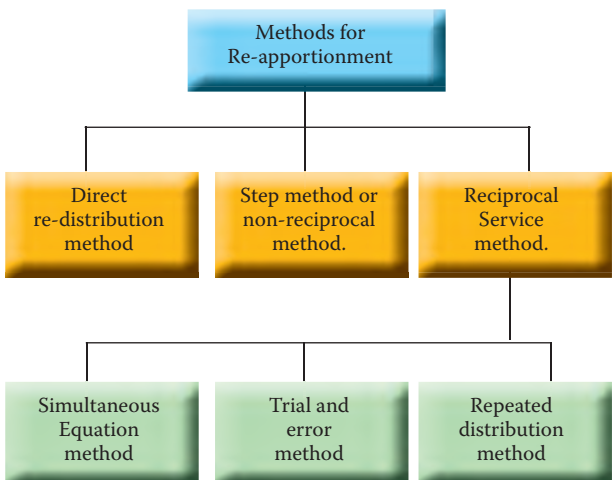 Methods for
Re-apportionment
Direct
re-distribution
method
Step method or
non-reciprocal
method.
Reciprocal
Service
method.
Simultaneous
Equation
method
Trial and
error
method
Repeated
distribution
method